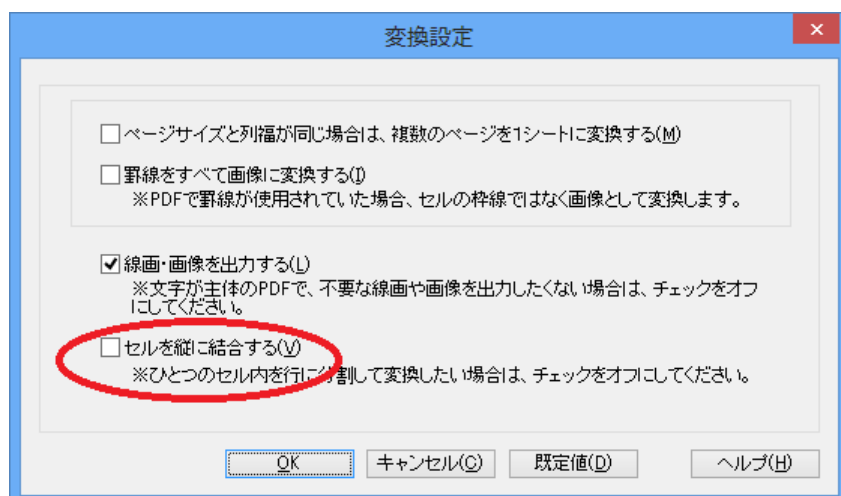 変換設定
ページサイズと列福が同じ場合は、複数のページを1シートに変換する(M)
罫線をすべて画像に変換する(I)
※PDFで罫線が使用されていた場合、セルの枠線ではなく画像として変換します。
線画・画像を出力する(L)
※文字が主体のPDFで、不要な線画や画像を出力したくない場合は、チェックをオフ
にしてください。
セルを縦に結合する(V)
※ひとつのセル内を行に分割して変換したい場合は、チェックをオフにしてください。
OK キャンセル(C) 既定値(D) ヘルプ(H)